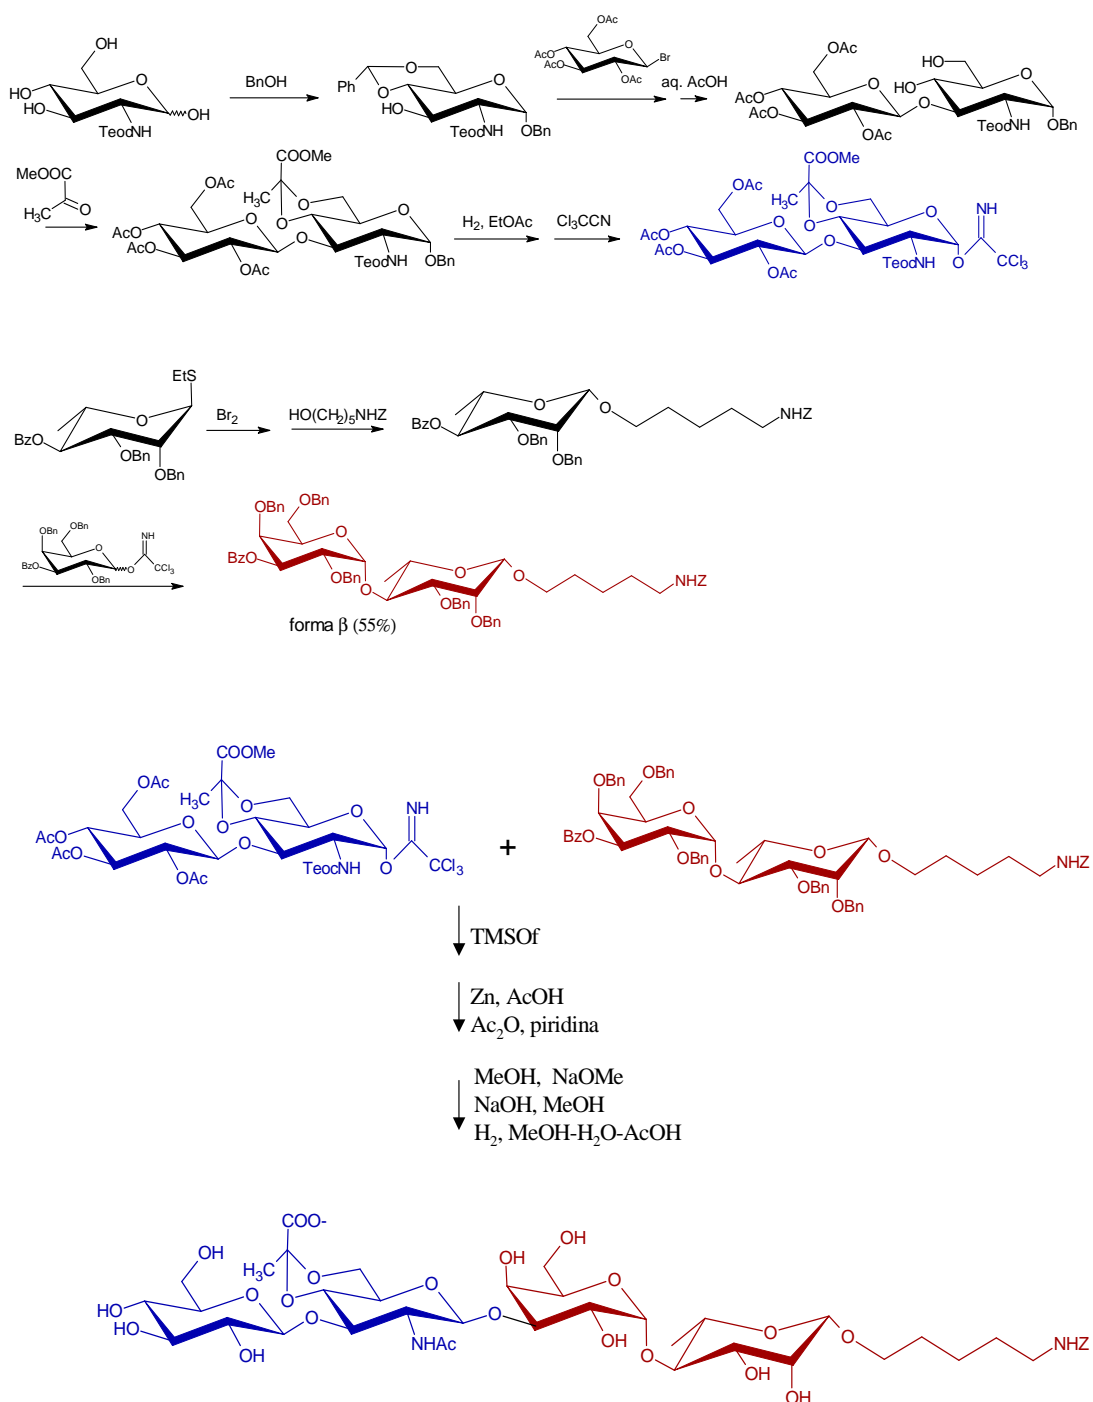 OH
HO
HO
O
OH
TeocNH
BnOH
Ph
O
O
HO
O
TeocNH
OBn
OAc
AcO
AcO
O
Br
OAc
aq. AcOH
OAc
AcO
AcO
O
OAc
O
HO
HO
O
TeocNH
OBn
MeOOC
H₃C
O
OAc
AcO
AcO
O
OAc
COOMe
H₃C
O
O
O
O
TeocNH
OBn
H₂, EtOAc
Cl₃CCN
OAc
AcO
AcO
O
OAc
COOMe
H₃C
O
O
O
O
TeocNH
O
NH
CCl₃
EtS
O
BzO
OBn
OBn
Br₂
HO(CH₂)₅NHZ
O
BzO
OBn
OBn
O
NHZ
OBn
OBn
O
BzO
OBn
O
NH
CCl₃
OBn
OBn
O
BzO
OBn
O
O
OBn
OBn
O
NHZ
forma β (55%)
OAc
AcO
AcO
O
OAc
COOMe
H₃C
O
O
O
O
TeocNH
O
NH
CCl₃
+
OBn
OBn
O
BzO
OBn
O
O
OBn
OBn
O
NHZ
TMSOf
Zn, AcOH
Ac₂O, piridina
MeOH, NaOMe
NaOH, MeOH
H₂, MeOH-H₂O-AcOH
OH
HO
HO
O
OH
COO-
H₃C
O
O
O
O
NHAc
O
OH
OH
O
OH
O
O
OH
OH
O
NHZ